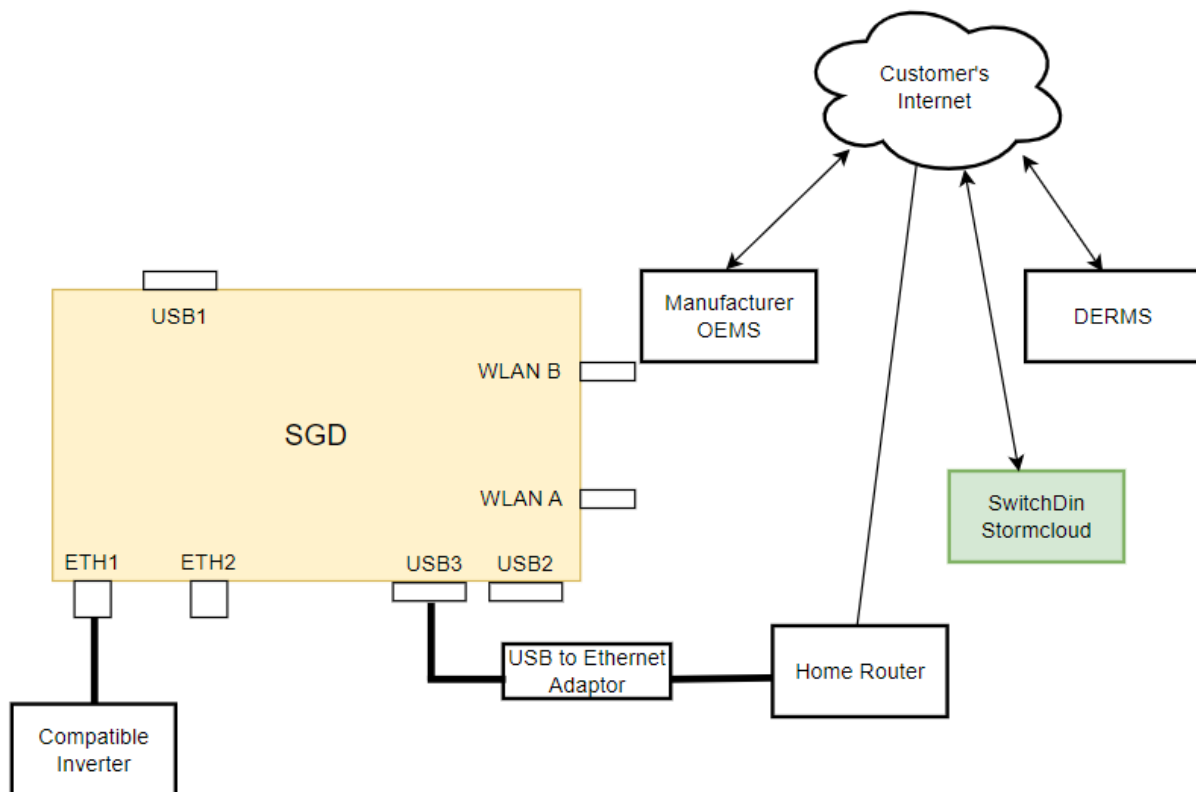 Customer's
Internet
Manufacturer
OEMS
DERMS
USB1
WLAN B
SGD
WLAN A
SwitchDin
Stormcloud
ETH1
ETH2
USB3
USB2
USB to Ethernet
Adaptor
Home Router
Compatible
Inverter